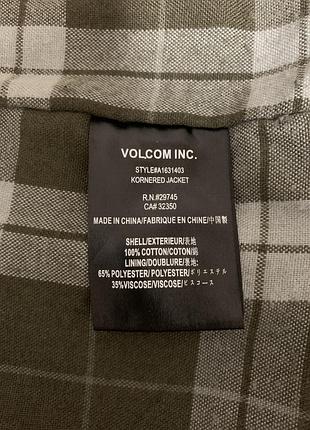 VOLCOM INC.
STYLE#A1631403
KORNERED JACKET
R.N.#29745
CA# 32350
MADE IN CHINA/FABRIQUE EN CHINE/中国製
SHELL/EXTERIEUR/表地
100% COTTON/COTON/綿
LINING/DOUBLURE/裏地
65% POLYESTER/ POLYESTER/ポリエステル
35%VISCOSE/VISCOSE/ビスコース